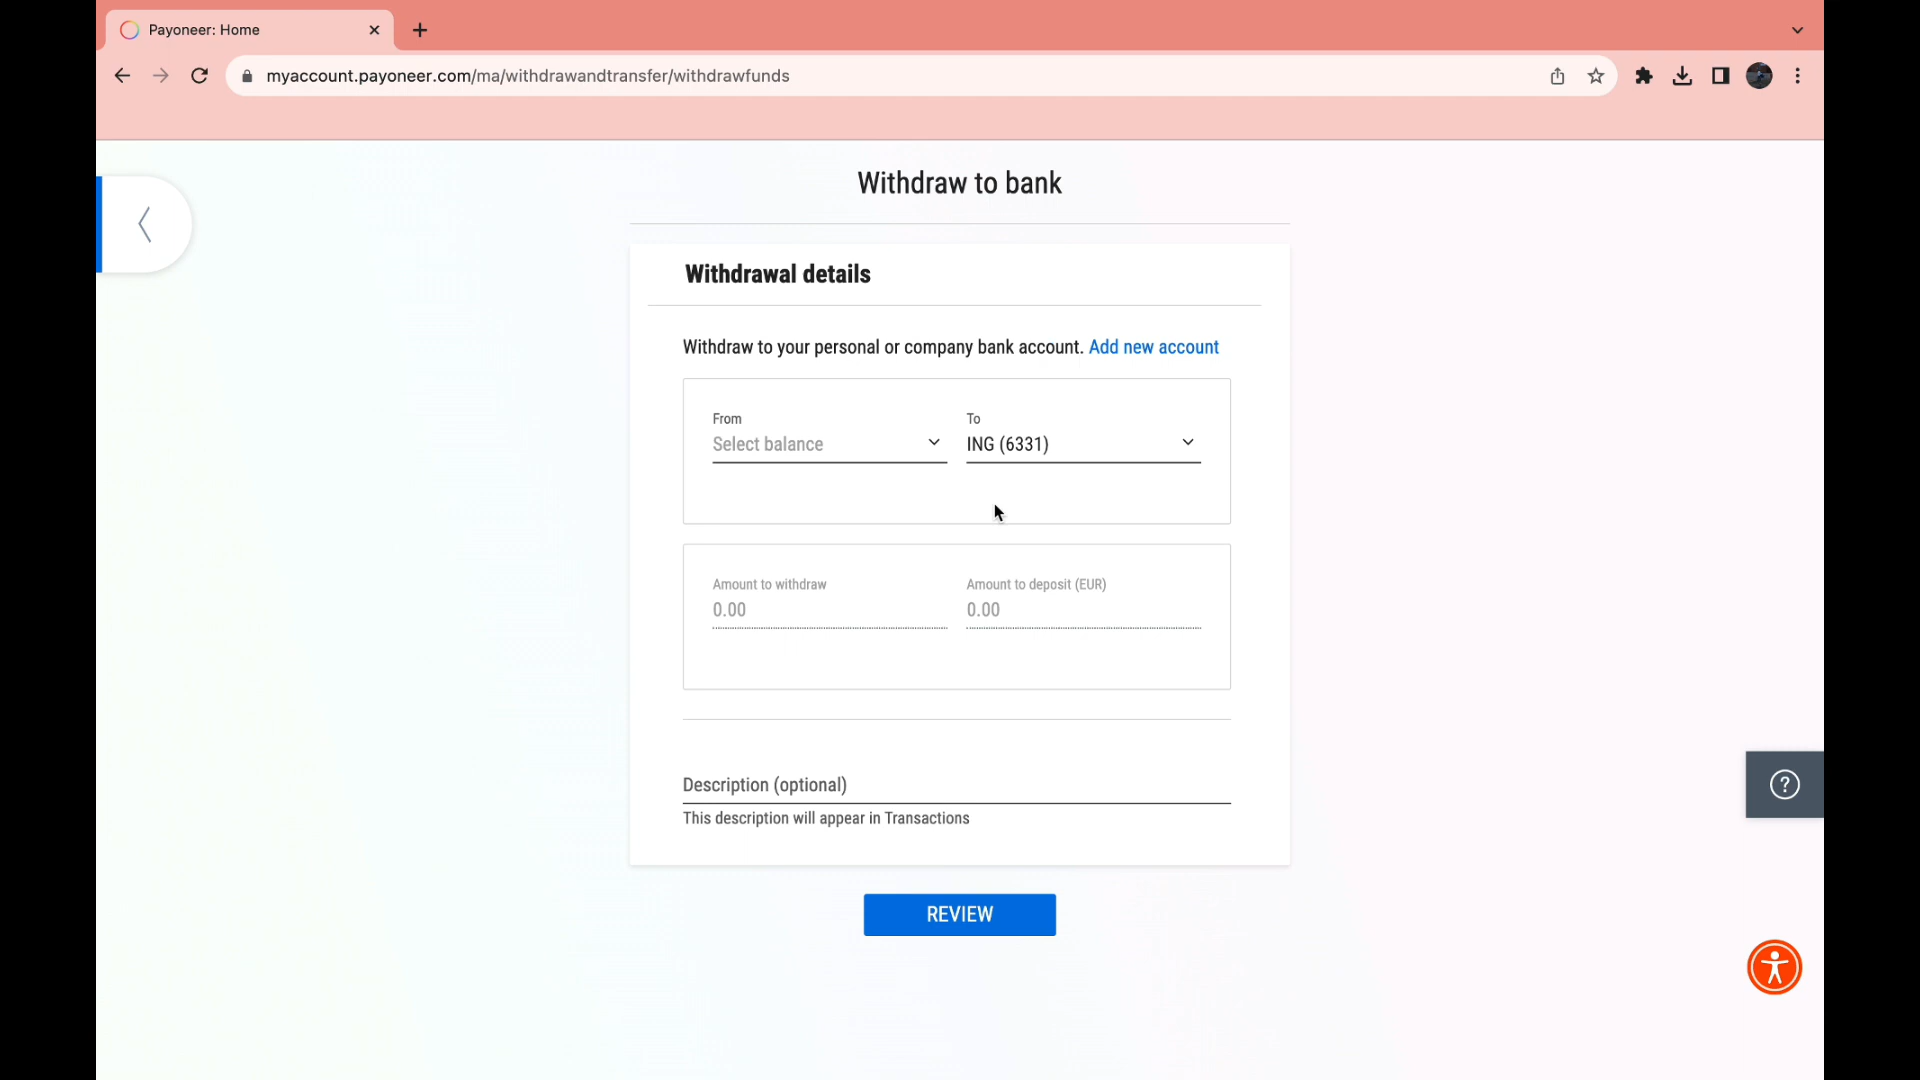 Payoneer: Home
myaccount.payoneer.com/ma/withdrawandtransfer/withdrawfunds
Withdraw to bank
Withdrawal details
Withdraw to your personal or company bank account. Add new account
From To
Select balance ING (6331)
Amount to withdraw Amount to deposit (EUR)
0.00 0.00
Description (optional)
This description will appear in Transactions
?
REVIEW